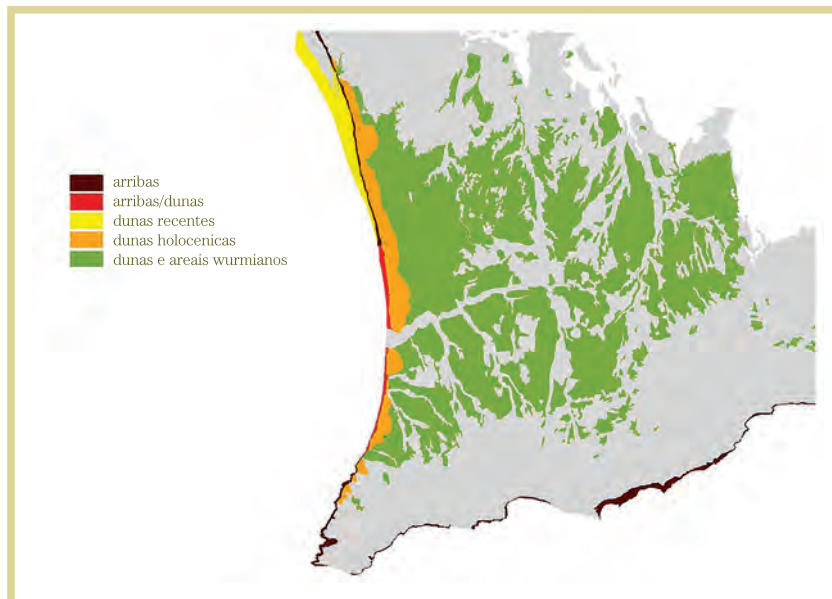 arribas
arribas/dunas
dunas recentes
dunas holocenicas
dunas e areais wurmianos